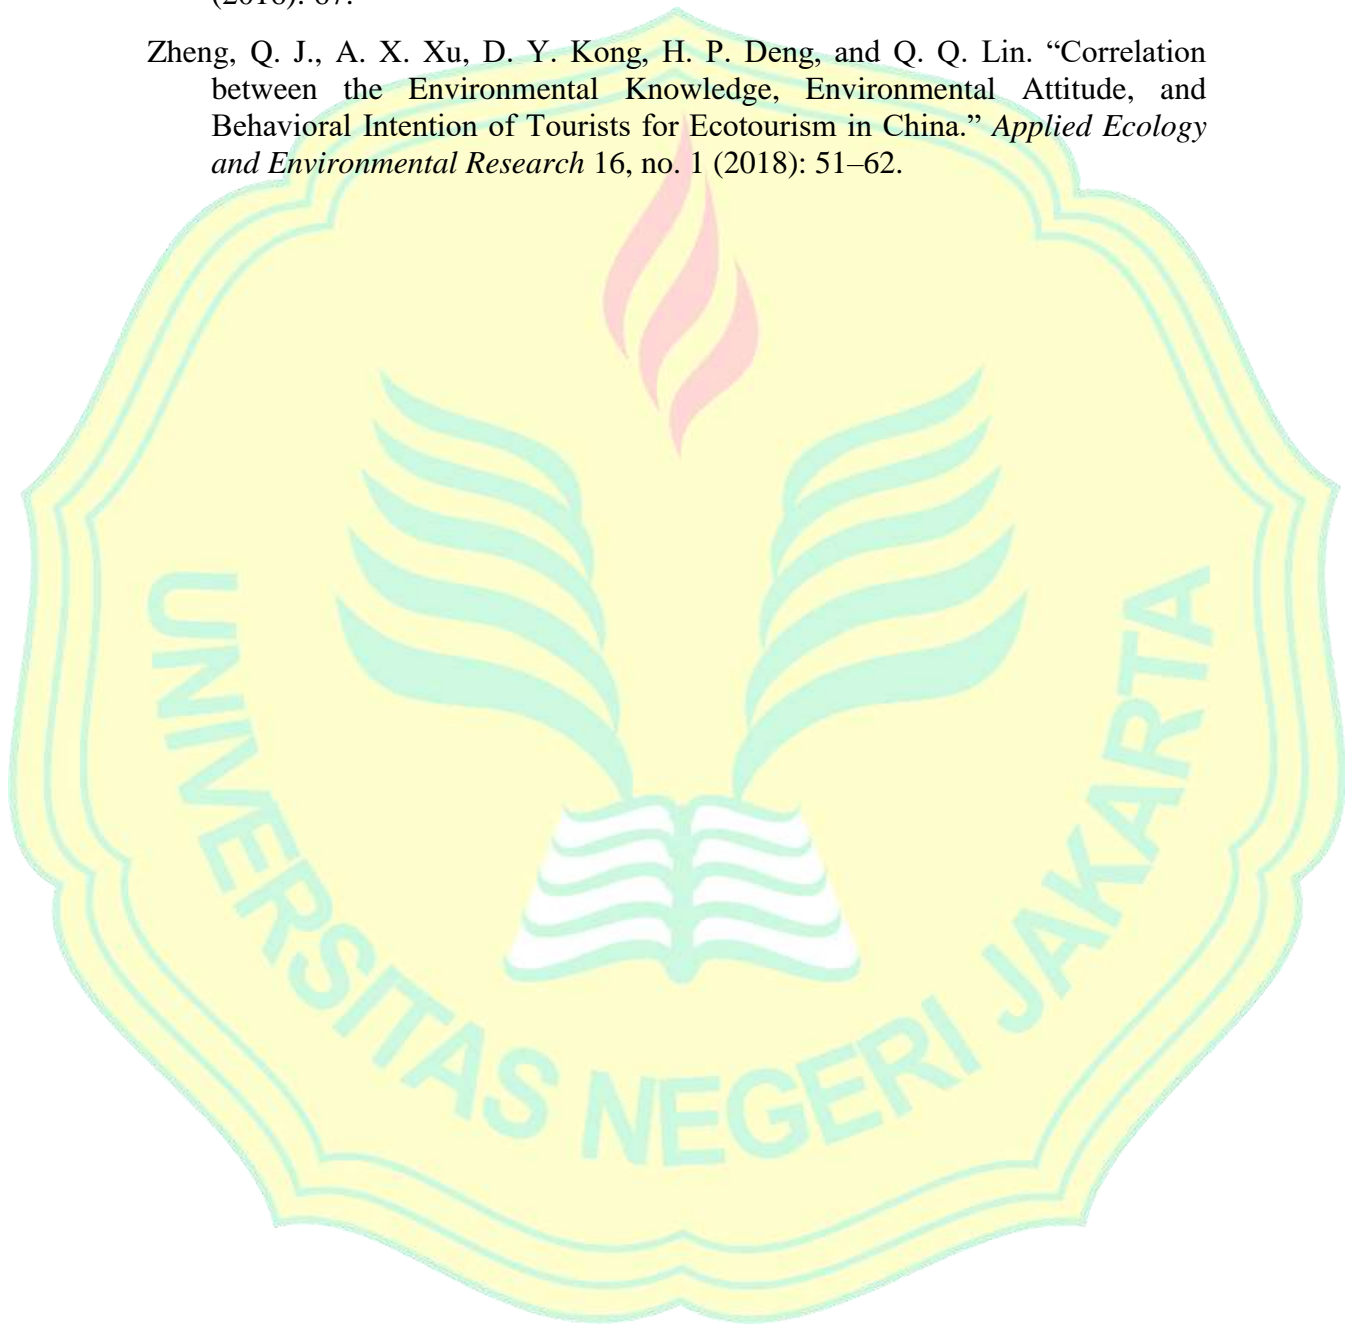 Zheng, Q. J., A. X. Xu, D. Y. Kong, H. P. Deng, and Q. Q. Lin. “Correlation
between the Environmental Knowledge, Environmental Attitude, and
Behavioral Intention of Tourists for Ecotourism in China.” Applied Ecology
and Environmental Research 16, no. 1 (2018): 51–62.
UNIVERSITAS NEGERI JAKARTA